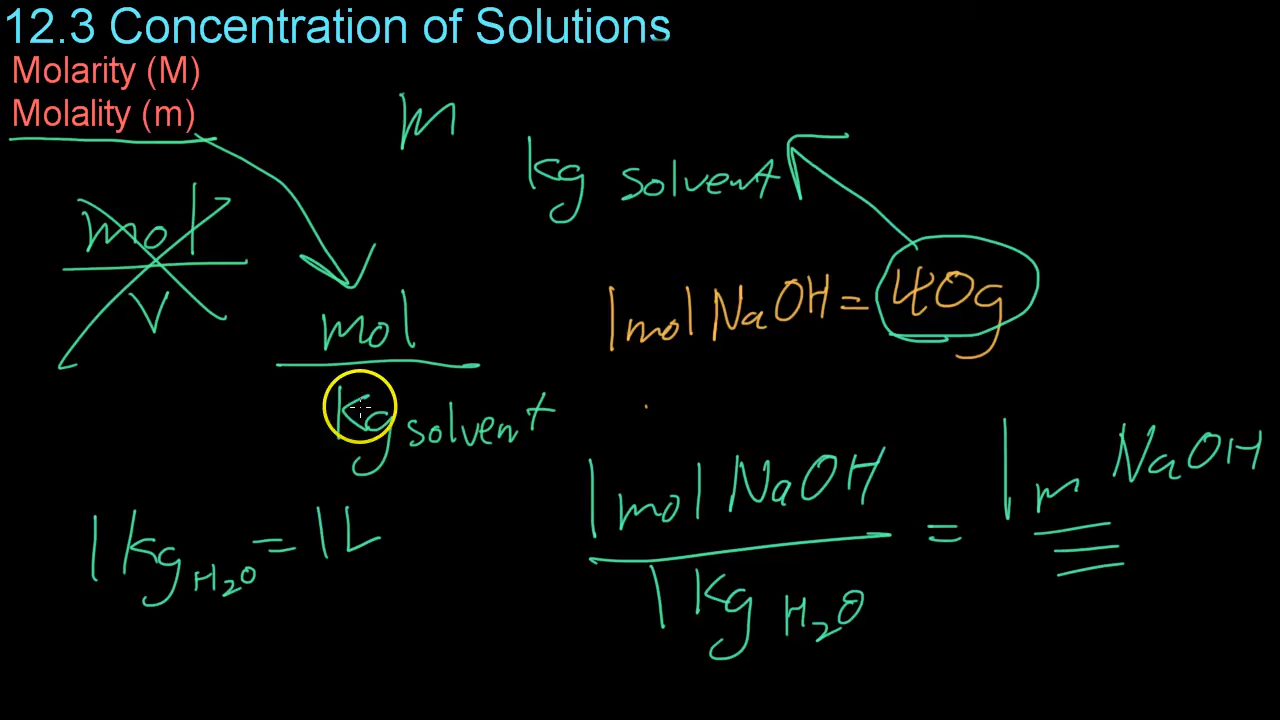 12.3 Concentration of Solutions
Molarity (M)
Molality (m)
m
kg solvent
mol
V
1 mol NaOH = 40g
mol
kg solvent
1 kg H2O = 1L
1 mol NaOH
1 kg H2O
= 1 m NaOH